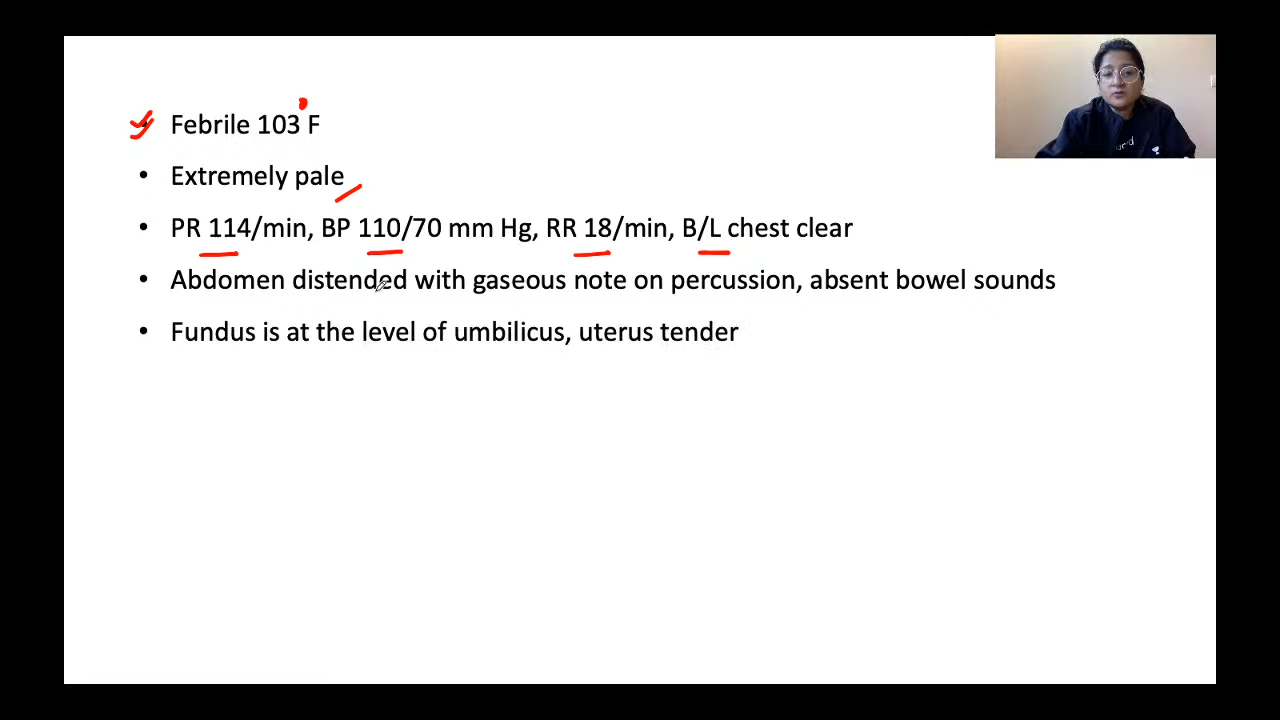 Febrile 103 F
• Extremely pale
• PR 114/min, BP 110/70 mm Hg, RR 18/min, B/L chest clear
• Abdomen distended with gaseous note on percussion, absent bowel sounds
• Fundus is at the level of umbilicus, uterus tender